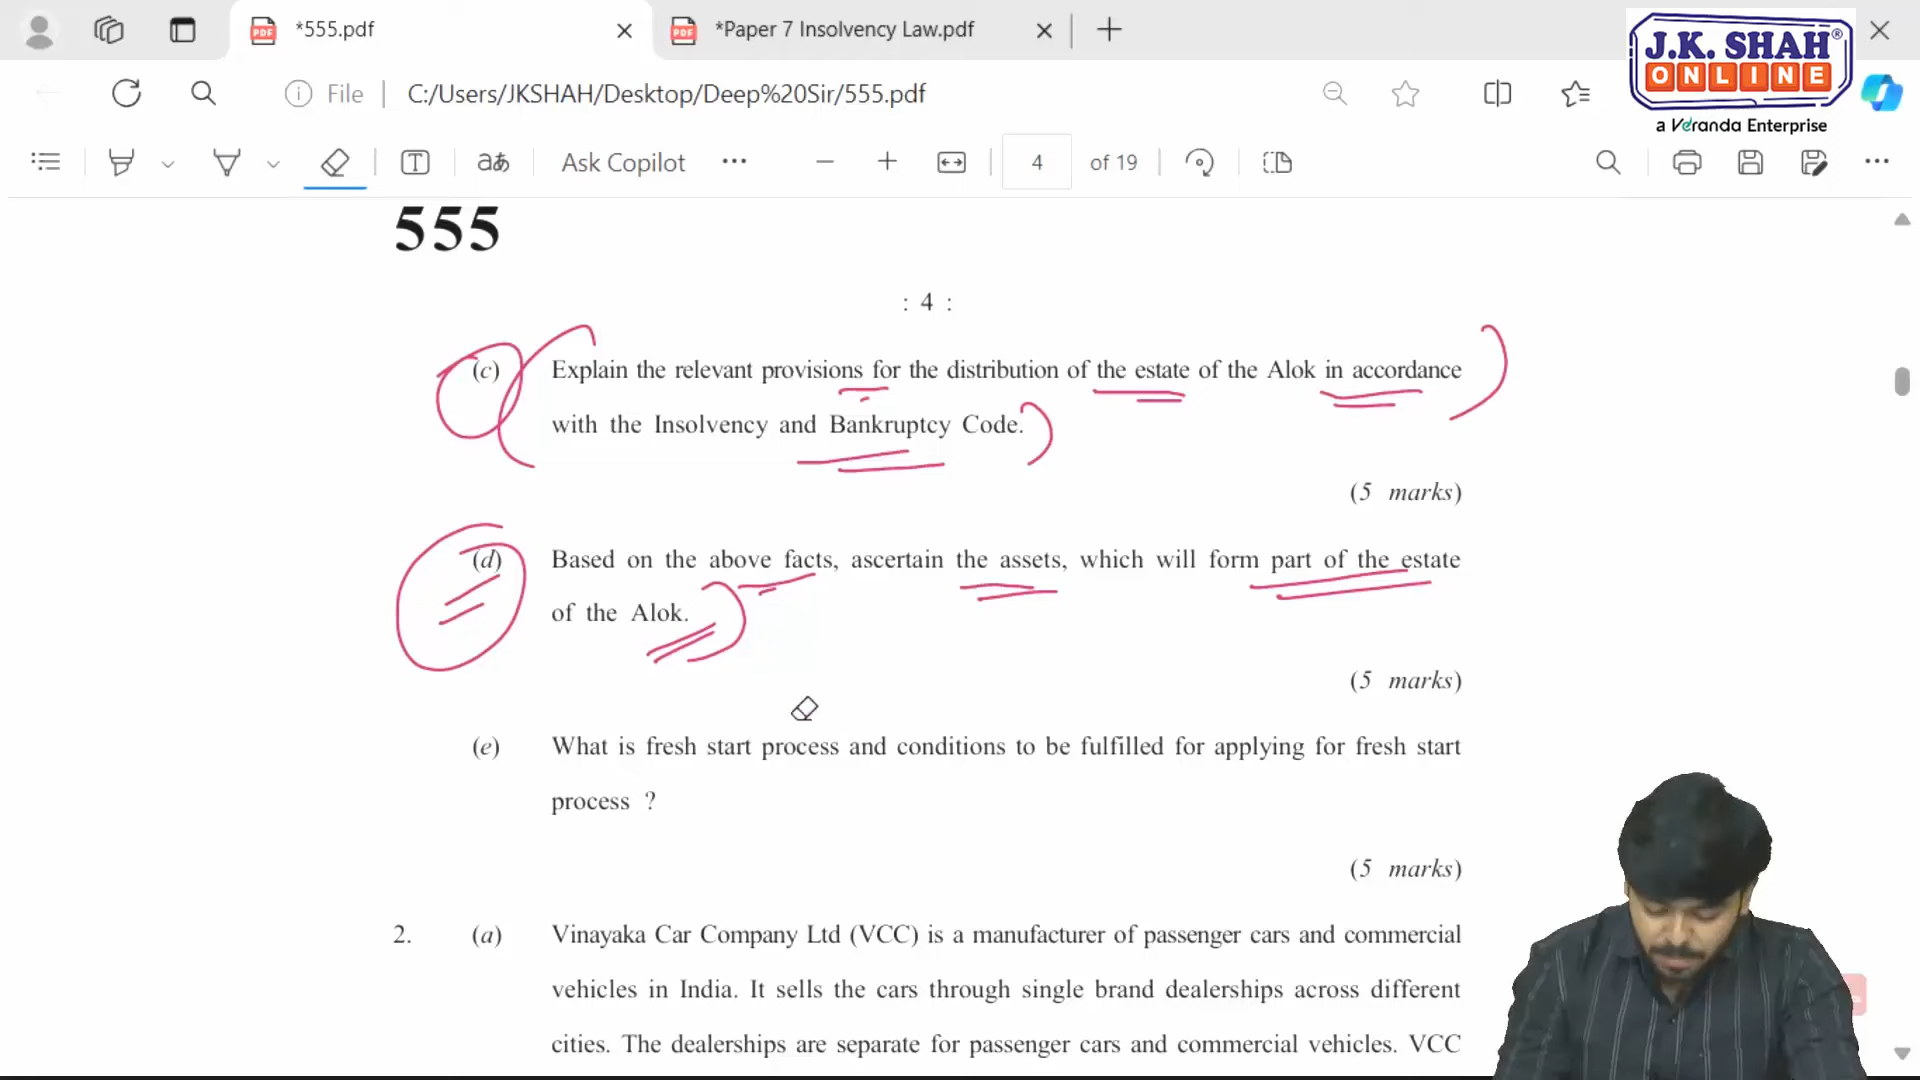 *555.pdf
*Paper 7 Insolvency Law.pdf
J.K. SHAH®
ONLINE
a Veranda Enterprise
File
C:/Users/JKSHAH/Desktop/Deep%20Sir/555.pdf
aあ
Ask Copilot
4
of 19
555
: 4 :
(c) Explain the relevant provisions for the distribution of the estate of the Alok in accordance
with the Insolvency and Bankruptcy Code.
(5 marks)
(d) Based on the above facts, ascertain the assets, which will form part of the estate
of the Alok.
(5 marks)
(e) What is fresh start process and conditions to be fulfilled for applying for fresh start
process ?
(5 marks)
2. (a) Vinayaka Car Company Ltd (VCC) is a manufacturer of passenger cars and commercial
vehicles in India. It sells the cars through single brand dealerships across different
cities. The dealerships are separate for passenger cars and commercial vehicles. VCC